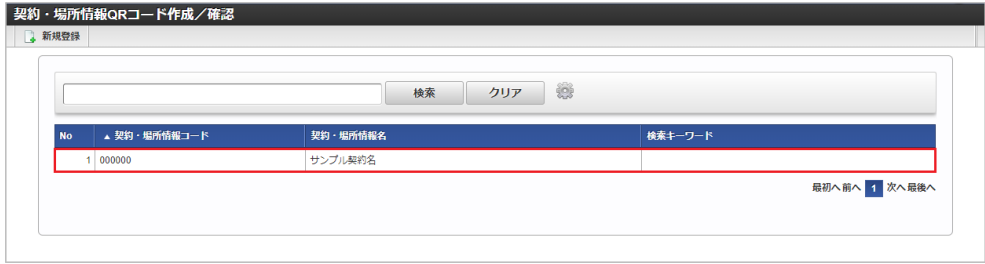 契約・場所情報QRコード作成／確認
新規登録
検索 クリア
No ▲ 契約・場所情報コード 契約・場所情報名 検索キーワード
1 000000 サンプル契約名
最初へ 前へ 1 次へ 最後へ